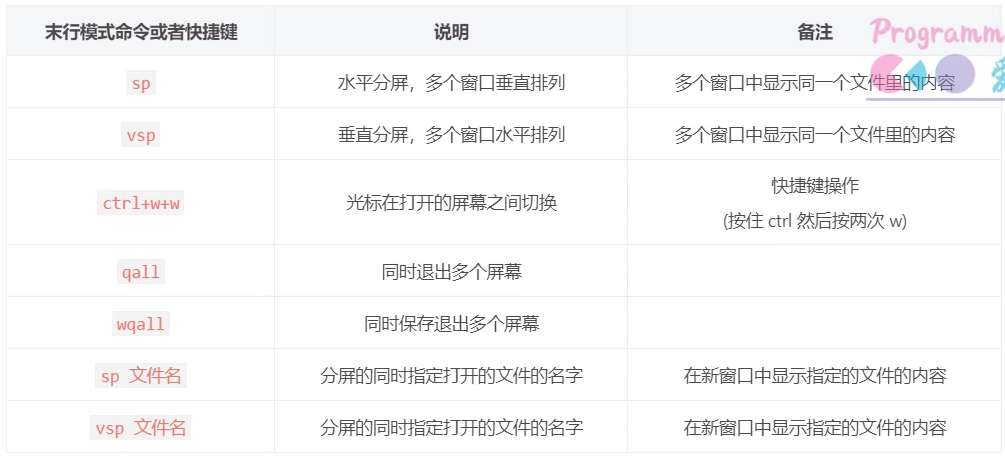 末行模式命令或者快捷键 说明 备注
Programm
爱
sp 水平分屏，多个窗口垂直排列 多个窗口中显示同一个文件里的内容
vsp 垂直分屏，多个窗口水平排列 多个窗口中显示同一个文件里的内容
ctrl+w+w 光标在打开的屏幕之间切换 快捷键操作
(按住 ctrl 然后按两次 w)
qall 同时退出多个屏幕
wqall 同时保存退出多个屏幕
sp 文件名 分屏的同时指定打开的文件的名字 在新窗口中显示指定的文件的内容
vsp 文件名 分屏的同时指定打开的文件的名字 在新窗口中显示指定的文件的内容